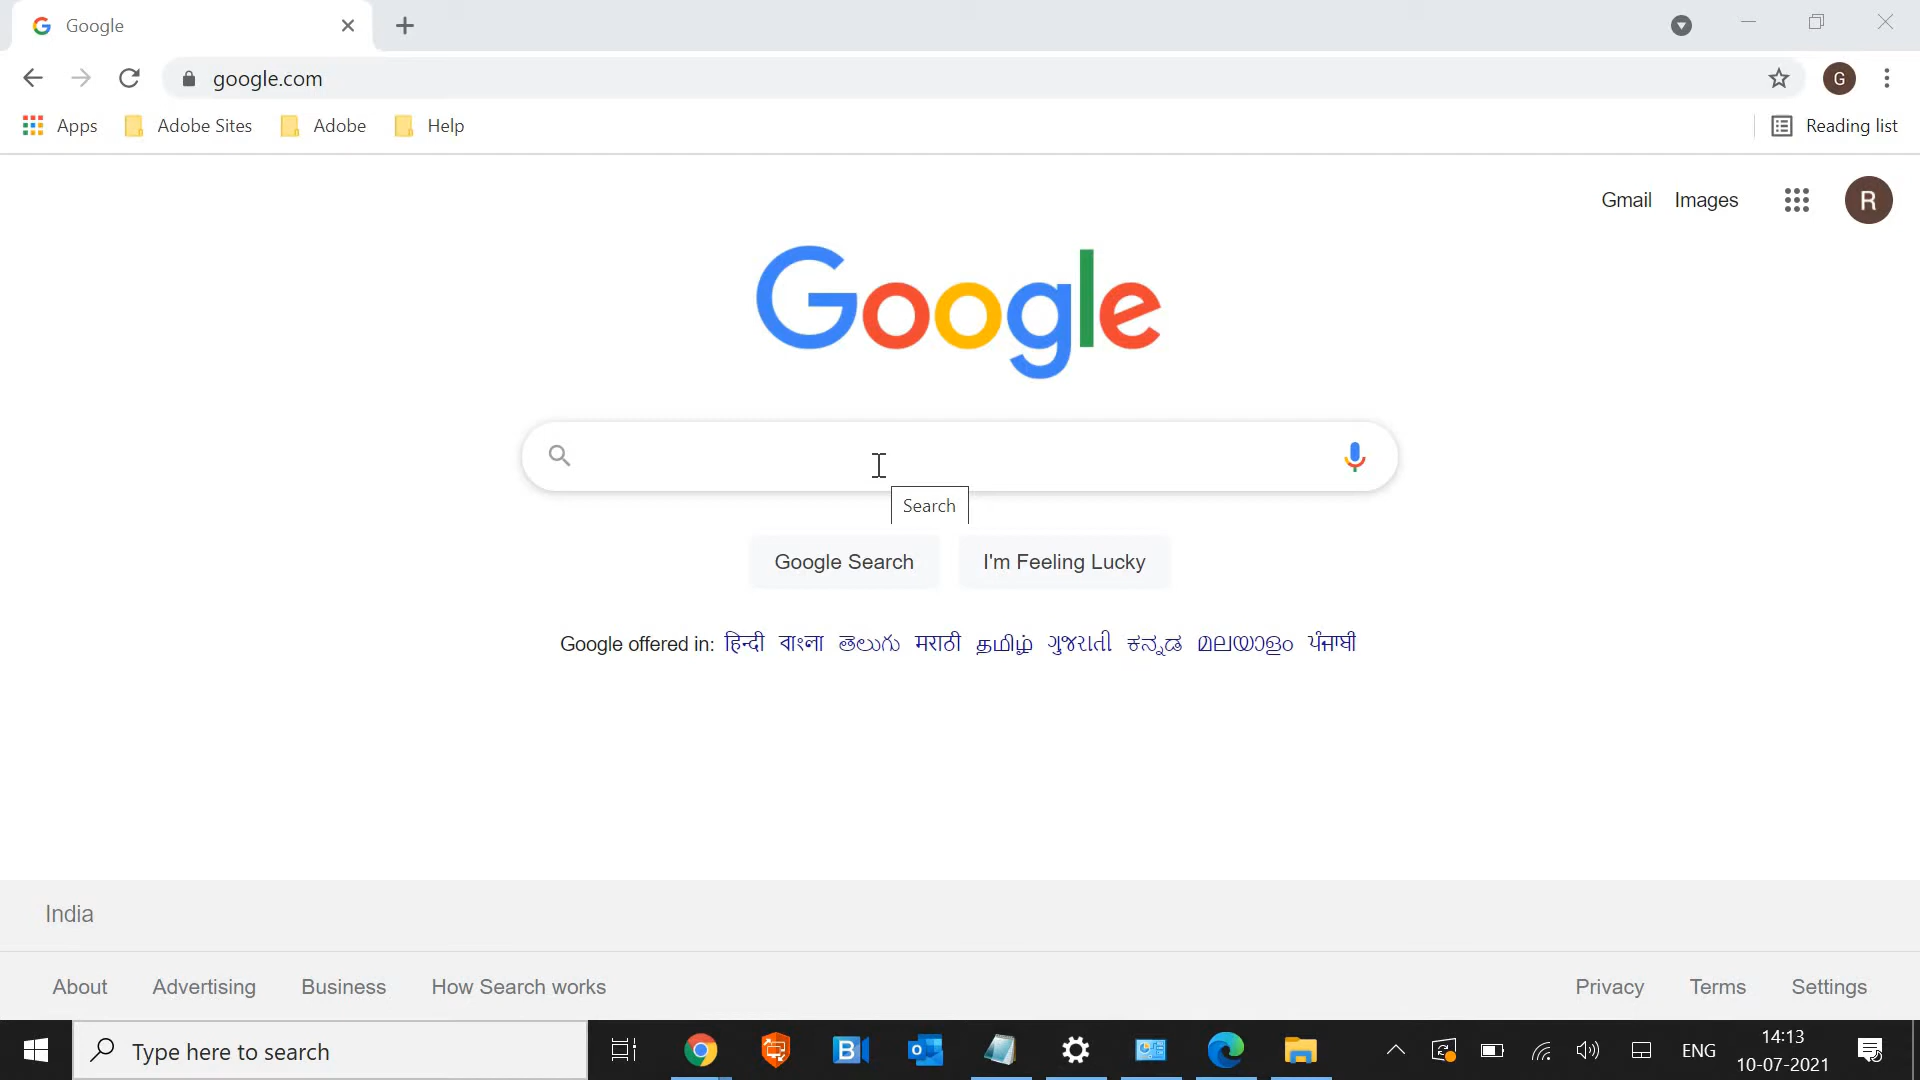 Google
google.com
Apps Adobe Sites Adobe Help Reading list
G
Gmail Images R
Google
Search
Google Search I'm Feeling Lucky
Google offered in: हिन्दी বাংলা తెలుగు मराठी தமிழ் ગુજરાતી ಕನ್ನಡ മലയാളം ਪੰਜਾਬੀ
India
About Advertising Business How Search works Privacy Terms Settings
Type here to search ENG 14:13
10-07-2021